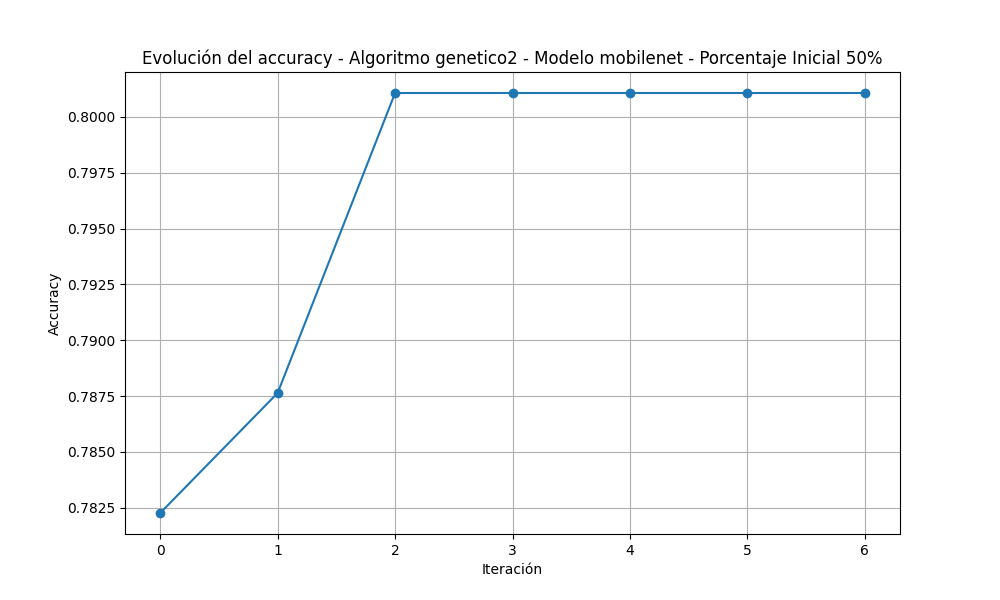 Evolución del accuracy - Algoritmo genetico2 - Modelo mobilenet - Porcentaje Inicial 50%
0.8000
0.7975
0.7950
0.7925
0.7900
0.7875
0.7850
0.7825
Accuracy
0 1 2 3 4 5 6
Iteración